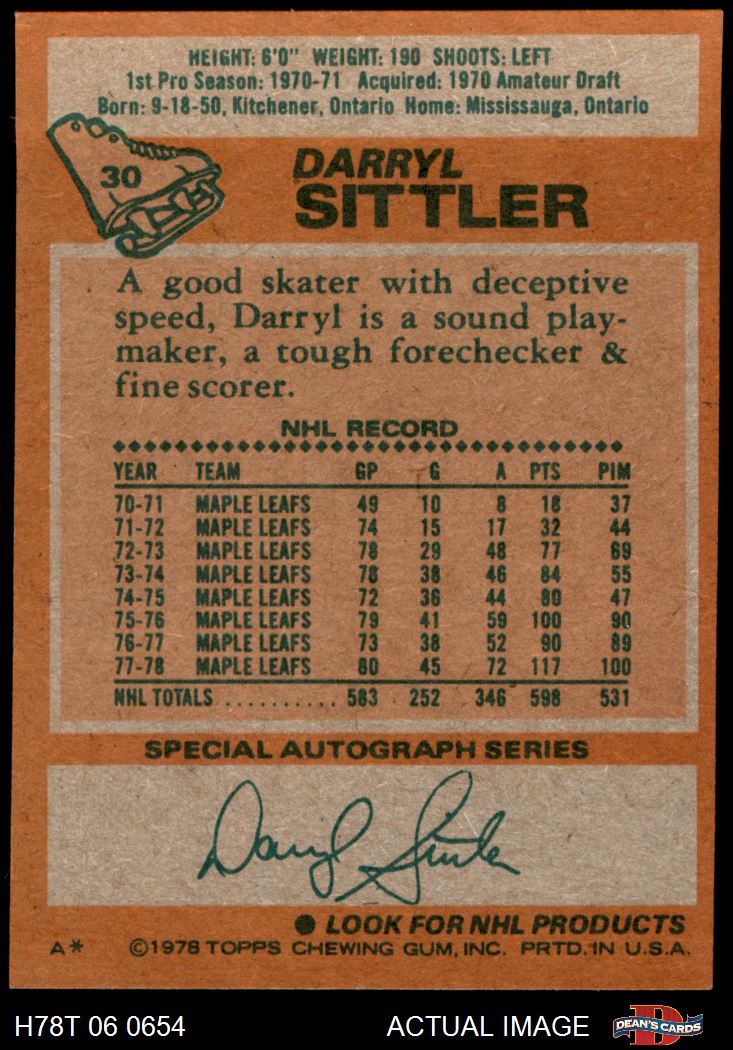 HEIGHT: 6'0" WEIGHT: 190 SHOOTS: LEFT
1st Pro Season: 1970-71 Acquired: 1970 Amateur Draft
Born: 9-18-50, Kitchener, Ontario Home: Mississauga, Ontario
30
DARRYL
SITTLER
A good skater with deceptive
speed, Darryl is a sound play-
maker, a tough forechecker &
fine scorer.
NHL RECORD
YEAR TEAM GP G A PTS PIM
70-71 MAPLE LEAFS 49 10 8 18 37
71-72 MAPLE LEAFS 74 15 17 32 44
72-73 MAPLE LEAFS 78 29 48 77 69
73-74 MAPLE LEAFS 78 38 46 84 55
74-75 MAPLE LEAFS 72 36 44 80 47
75-76 MAPLE LEAFS 79 41 59 100 90
76-77 MAPLE LEAFS 73 38 52 90 89
77-78 MAPLE LEAFS 80 45 72 117 100
NHL TOTALS .......... 583 252 346 598 531
SPECIAL AUTOGRAPH SERIES
Darryl Sittler
● LOOK FOR NHL PRODUCTS
A* ©1978 TOPPS CHEWING GUM, INC. PRTD. IN U.S.A.
H78T 06 0654 ACTUAL IMAGE DEAN'S CARDS